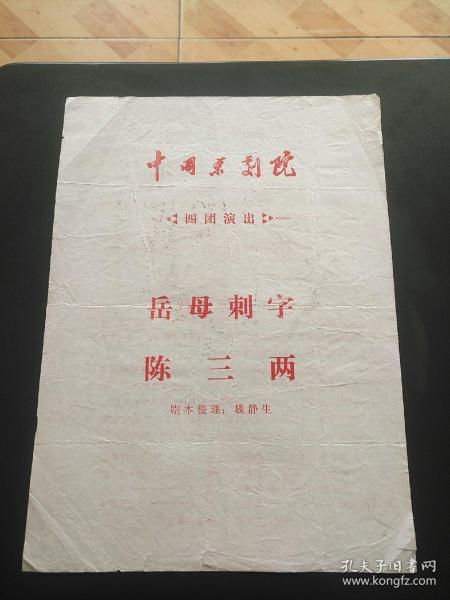 中国京剧院
四团演出
岳母刺字
陈三两
剧本整理：魏静生
孔夫子旧书网
www.kongfz.com